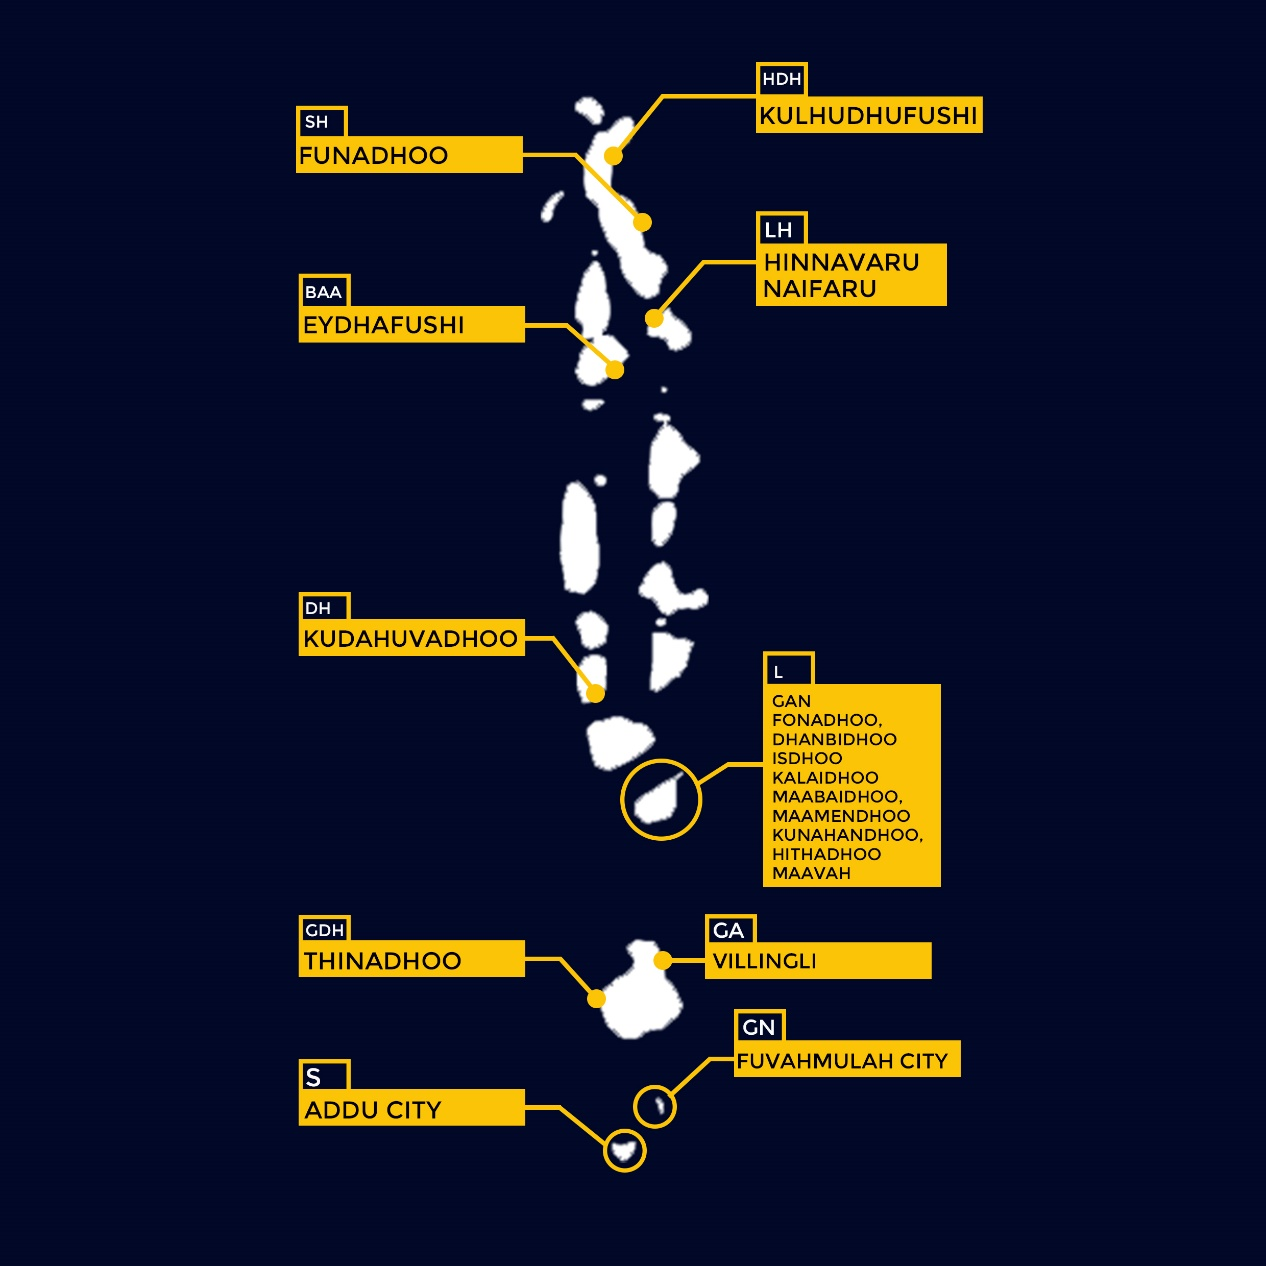 HDH
KULHUDHUFUSHI
SH
FUNADHOO
LH
HINNAVARU
NAIFARU
BAA
EYDHAFUSHI
DH
KUDAHUVADHOO
L
GAN
FONADHOO,
DHANBIDHOO
ISDHOO
KALAIDHOO
MAABAIDHOO,
MAAMENDHOO
KUNAHANDHOO,
HITHADHOO
MAAVAH
GDH
THINADHOO
GA
VILLINGLI
GN
FUVAHMULAH CITY
S
ADDU CITY